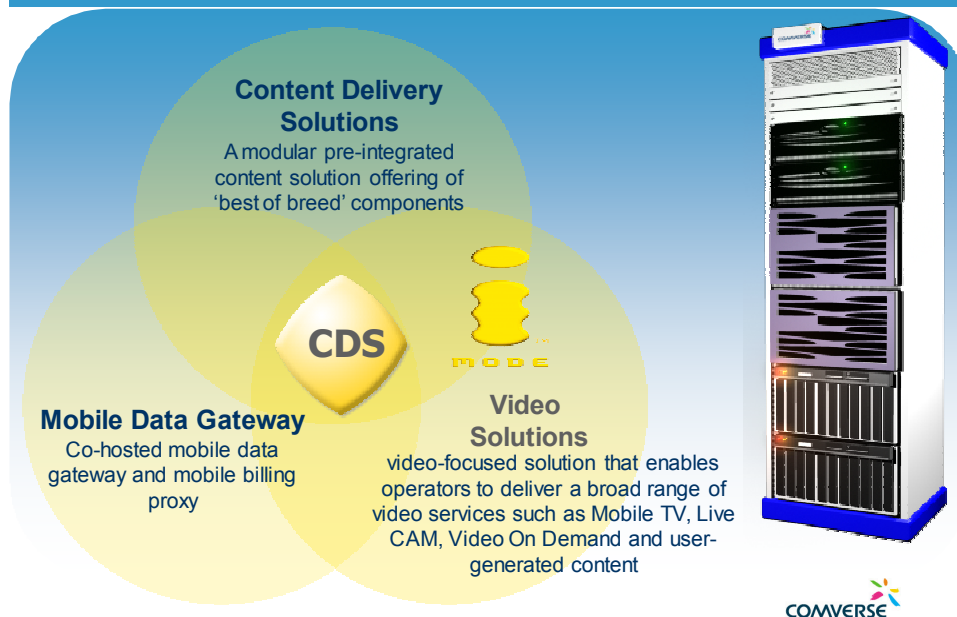 Content Delivery
Solutions
A modular pre-integrated
content solution offering of
‘best of breed’ components
CDS
MODE
Mobile Data Gateway
Co-hosted mobile data
gateway and mobile billing
proxy
Video
Solutions
video-focused solution that enables
operators to deliver a broad range of
video services such as Mobile TV, Live
CAM, Video On Demand and user-
generated content
COMVERSE
COMVERSE